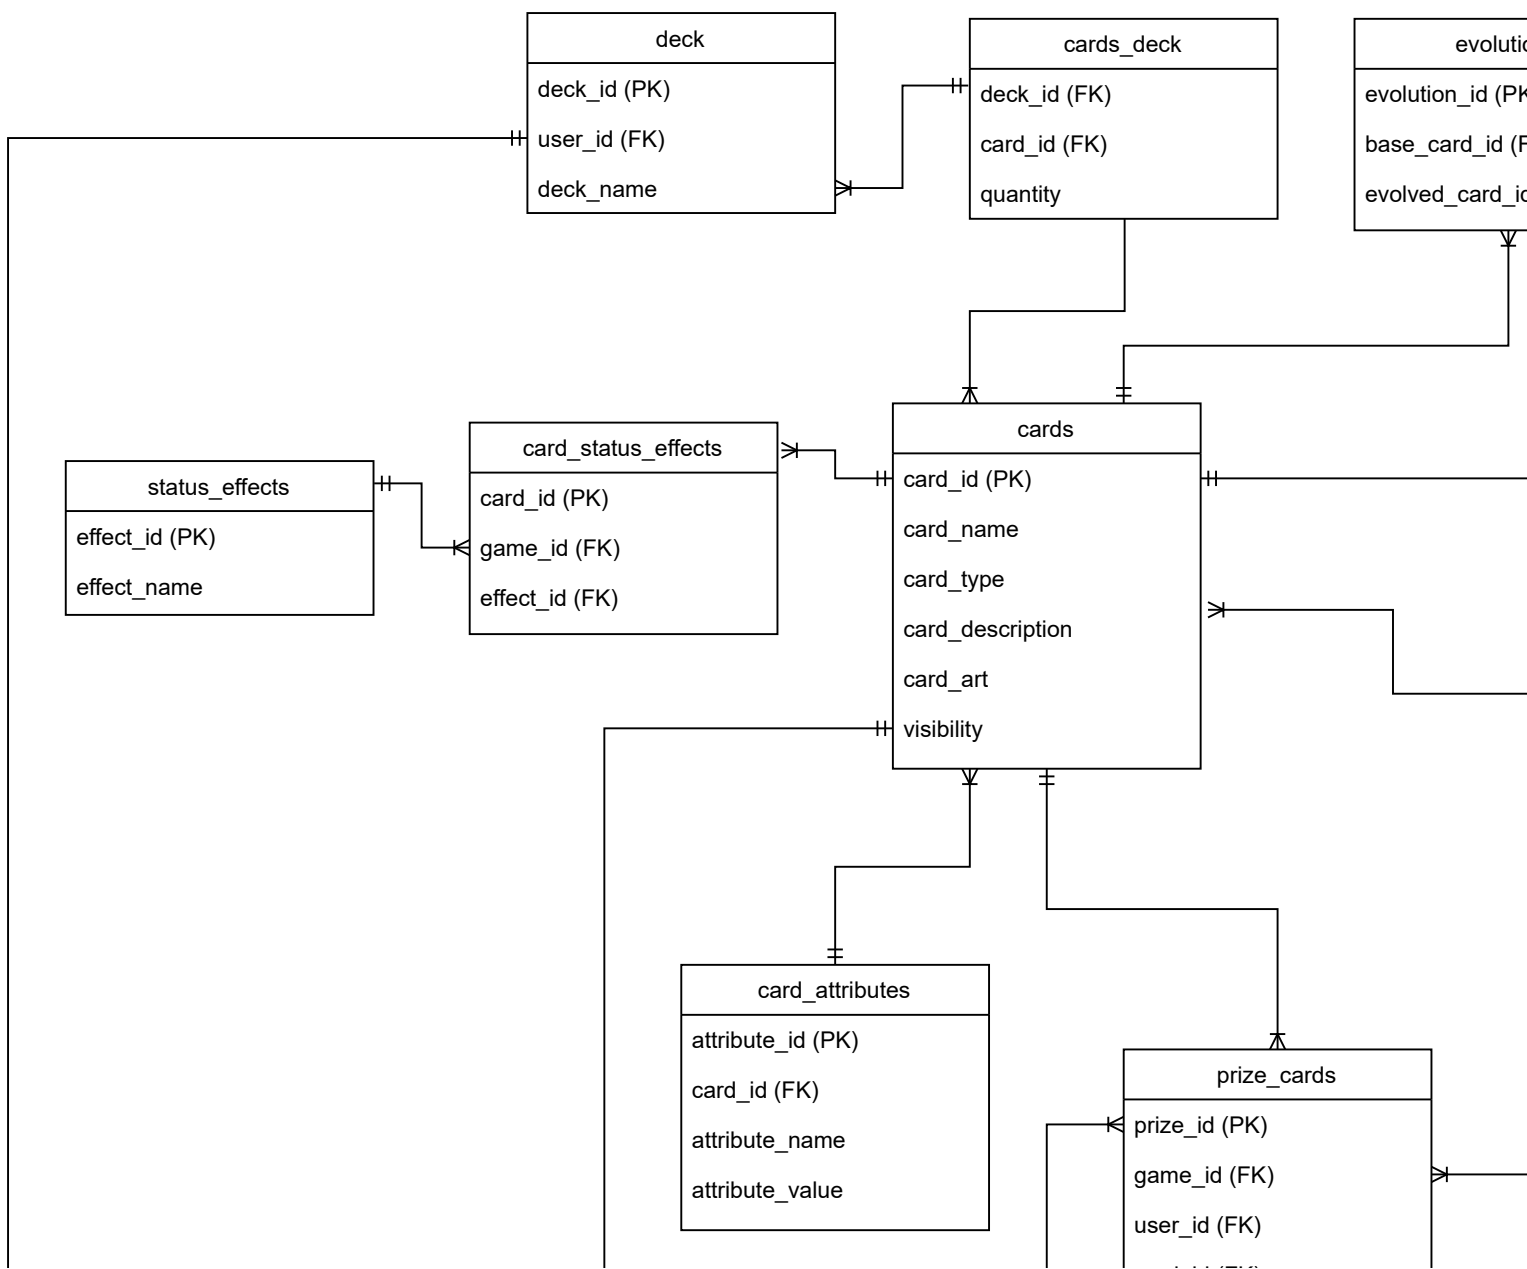 deck
deck_id (PK)
user_id (FK)
deck_name
cards_deck
deck_id (FK)
card_id (FK)
quantity
evolution_id
base_card_id
status_effects
effect_id (PK)
effect_name
card_status_effects
card_id (PK)
game_id (FK)
effect_id (FK)
cards
card_id (PK)
card_name
card_type
card_description
card_art
visibility
card_attributes
attribute_id (PK)
card_id (FK)
attribute_name
attribute_value
prize_cards
prize_id (PK)
game_id (FK)
user_id (FK)